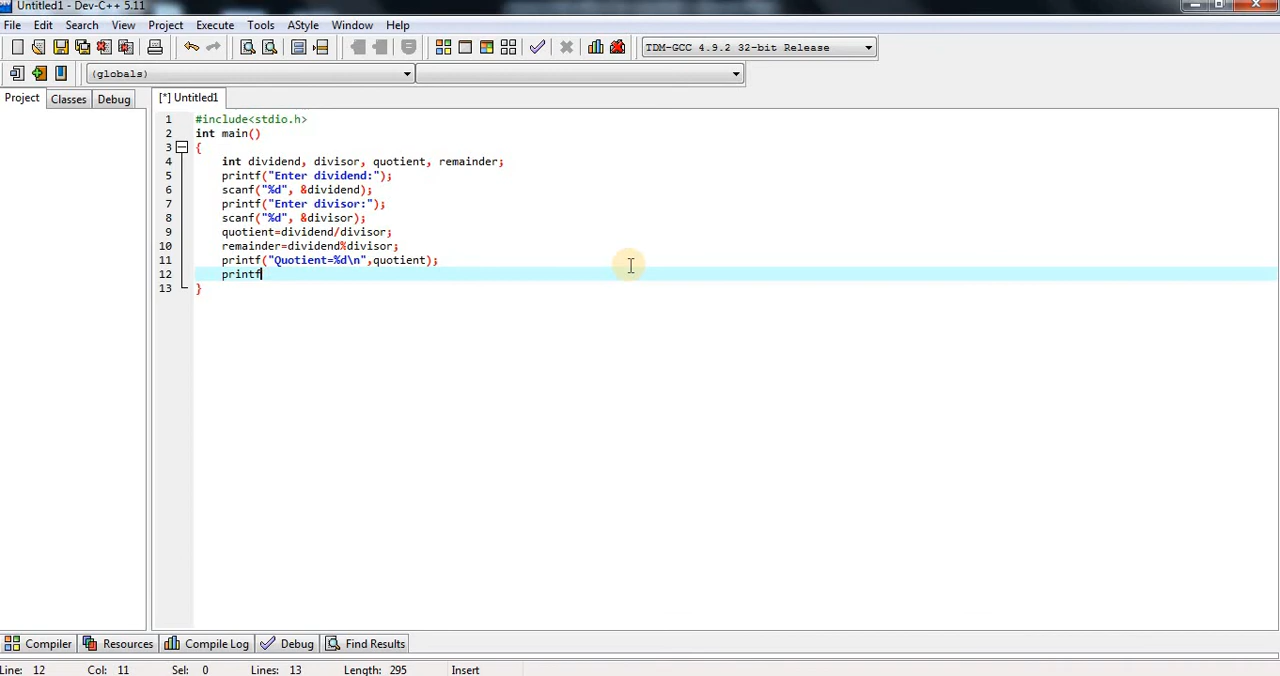 Untitled1 - Dev-C++ 5.11
File Edit Search View Project Execute Tools AStyle Window Help
TDM-GCC 4.9.2 32-bit Release
(globals)
Project Classes Debug [*] Untitled1
1 #include<stdio.h>
2 int main()
3 {
4 int dividend, divisor, quotient, remainder;
5 printf("Enter dividend:");
6 scanf("%d", &dividend);
7 printf("Enter divisor:");
8 scanf("%d", &divisor);
9 quotient=dividend/divisor;
10 remainder=dividend%divisor;
11 printf("Quotient=%d\n",quotient);
12 printf
13 }
Compiler Resources Compile Log Debug Find Results
Line: 12 Col: 11 Sel: 0 Lines: 13 Length: 295 Insert